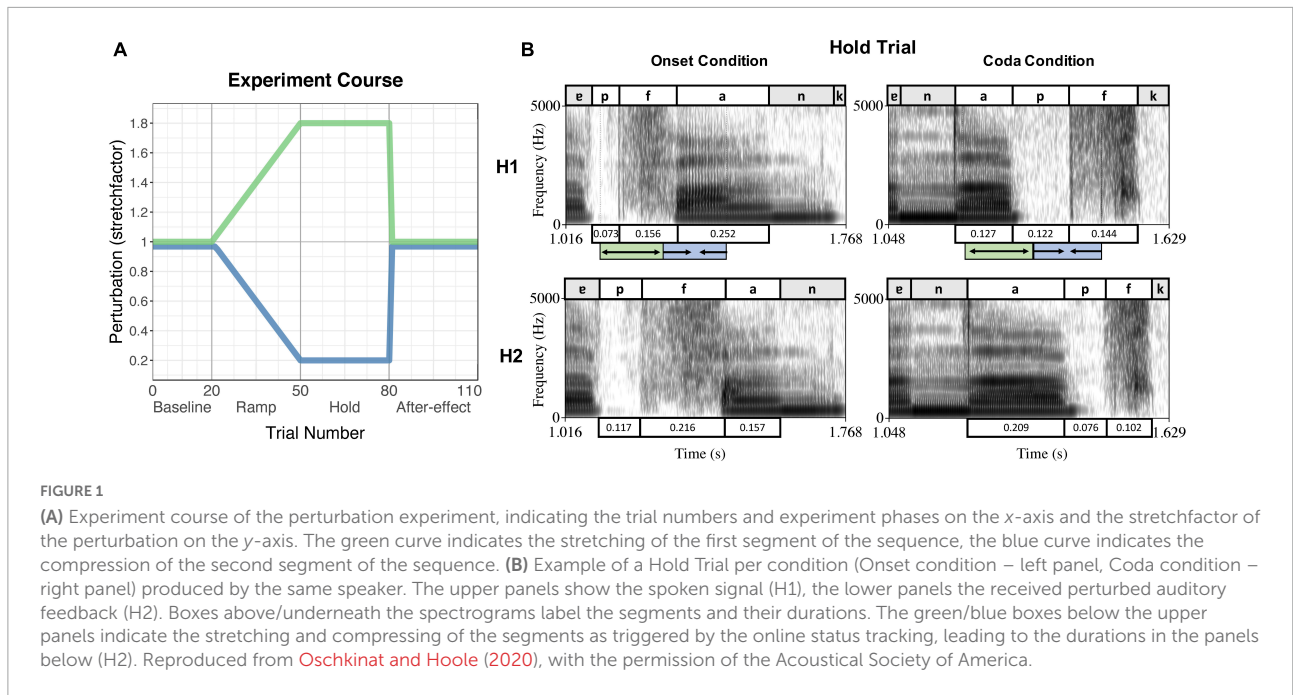 A
Experiment Course
Perturbation (stretchfactor)
1.8
1.6
1.4
1.2
1
0.8
0.6
0.4
0.2
0 20 50 80 110
Baseline Ramp Hold After-effect
Trial Number
B
Hold Trial
Onset Condition Coda Condition
H1
ɐ p f a n k
5000
Frequency (Hz)
0
1.016 0.073 0.156 0.252 1.768
ɐ n a p f k
5000
0
1.048 0.127 0.122 0.144 1.629
H2
ɐ p f a n
5000
Frequency (Hz)
0
1.016 0.117 0.216 0.157 1.768
Time (s)
ɐ n a p f k
5000
0
1.048 0.209 0.076 0.102 1.629
Time (s)
FIGURE 1
(A) Experiment course of the perturbation experiment, indicating the trial numbers and experiment phases on the x-axis and the stretchfactor of
the perturbation on the y-axis. The green curve indicates the stretching of the first segment of the sequence, the blue curve indicates the
compression of the second segment of the sequence. (B) Example of a Hold Trial per condition (Onset condition – left panel, Coda condition –
right panel) produced by the same speaker. The upper panels show the spoken signal (H1), the lower panels the received perturbed auditory
feedback (H2). Boxes above/underneath the spectrograms label the segments and their durations. The green/blue boxes below the upper
panels indicate the stretching and compressing of the segments as triggered by the online status tracking, leading to the durations in the panels
below (H2). Reproduced from Oschkinat and Hoole (2020), with the permission of the Acoustical Society of America.